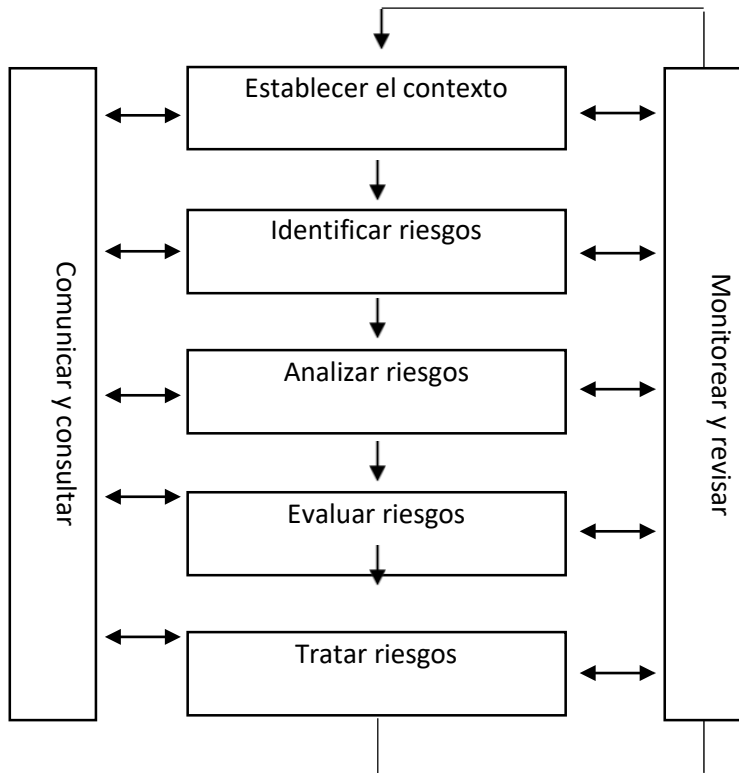 Establecer el contexto
Identificar riesgos
Analizar riesgos
Evaluar riesgos
Tratar riesgos
Comunicar y consultar
Monitorear y revisar